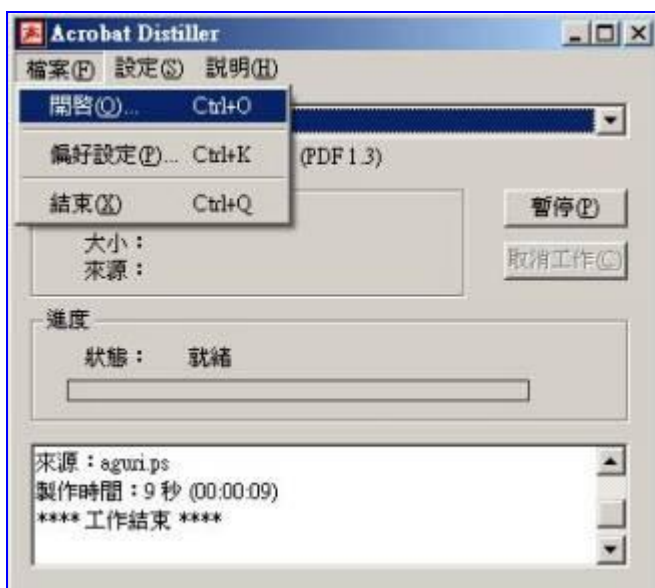 Acrobat Distiller
檔案(F) 設定(S) 說明(H)
開啓(O)... Ctrl+O
偏好設定(P)... Ctrl+K
(PDF 1.3)
結束(X) Ctrl+Q
暫停(P)
大小：
來源：
取消工作(C)
進度
狀態： 就緒
來源：aguri.ps
製作時間：9 秒 (00:00:09)
**** 工作結束 ****